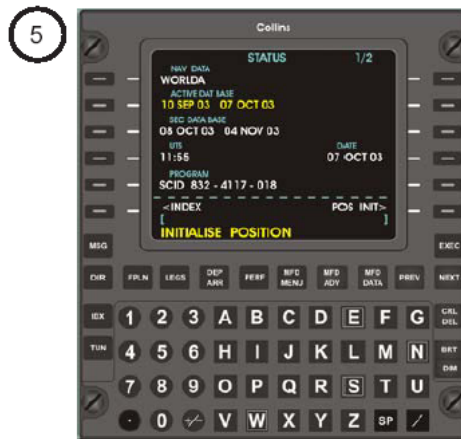 5
Collins
STATUS 1/2
NAV DATA
WORLDA
ACTIVE DAT BASE
10 SEP 03 07 OCT 03
SEC DATA BASE
08 OCT 03 04 NOV 03
UTS DATE
11:55 07 OCT 03
PROGRAM
SCID 832 - 4117 - 018
<INDEX POS INIT>
[ ]
INITIALISE POSITION
MSG EXEC
DIR FPLN LEGS DEP ARR PERF MFD MENU MFD ADV MFD DATA PREV NEXT
IDX 1 2 3 A B C D E F G CRL DEL
TUN 4 5 6 H I J K L M N BRT DIM
7 8 9 O P Q R S T U
. 0 +/- V W X Y Z SP /